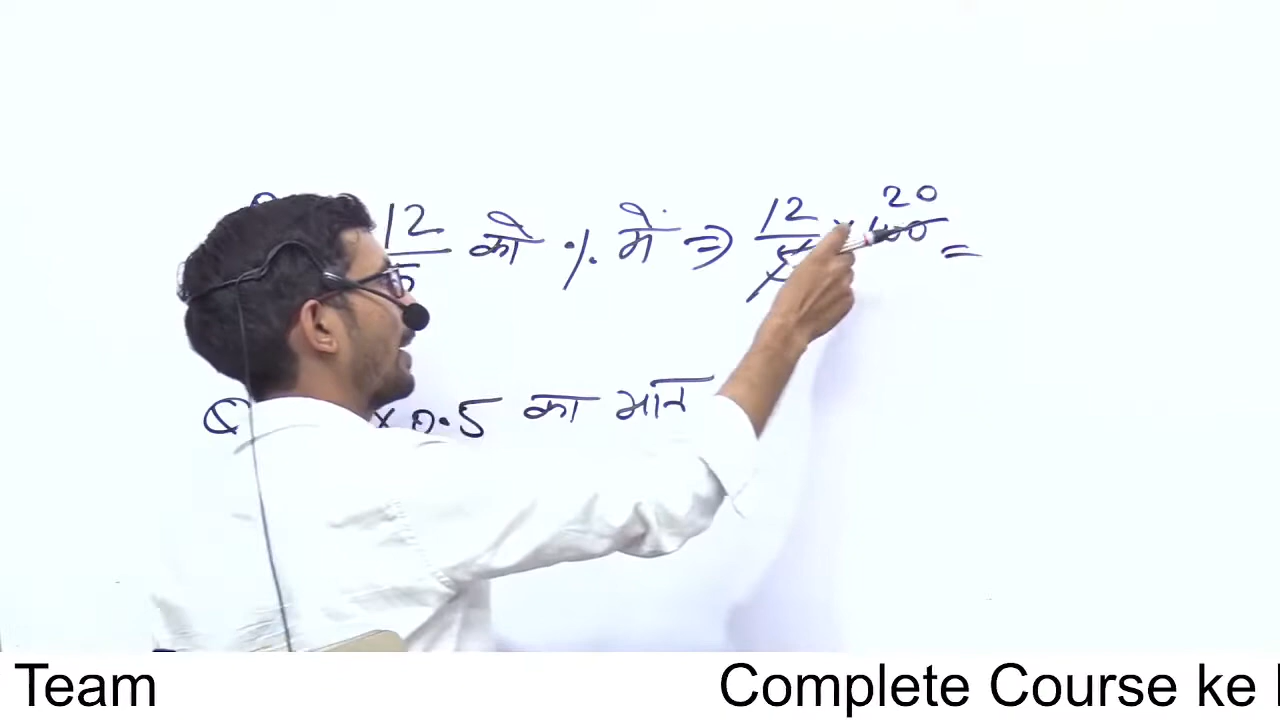 12/5 को % में ⇒ 12/5 × 100 20 =
Q × 0.5 का मान
Team Complete Course ke